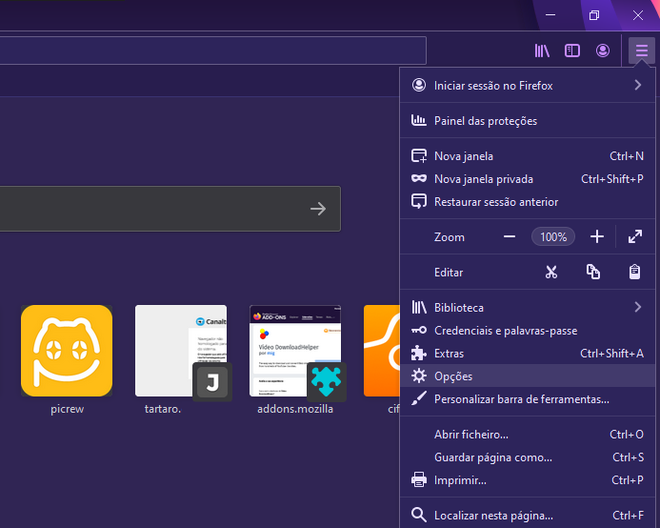 Iniciar sessão no Firefox
Painel das proteções
Nova janela Ctrl+N
Nova janela privada Ctrl+Shift+P
Restaurar sessão anterior
Zoom 100%
Editar
Biblioteca
Credenciais e palavras-passe
Extras Ctrl+Shift+A
Opções
Personalizar barra de ferramentas...
Abrir ficheiro... Ctrl+O
Guardar página como... Ctrl+S
Imprimir... Ctrl+P
Localizar nesta página... Ctrl+F
Canalt
J
ADD-ONS
Video DownloadHelper
por mig
picrew
tartaro.
addons.mozilla
cif